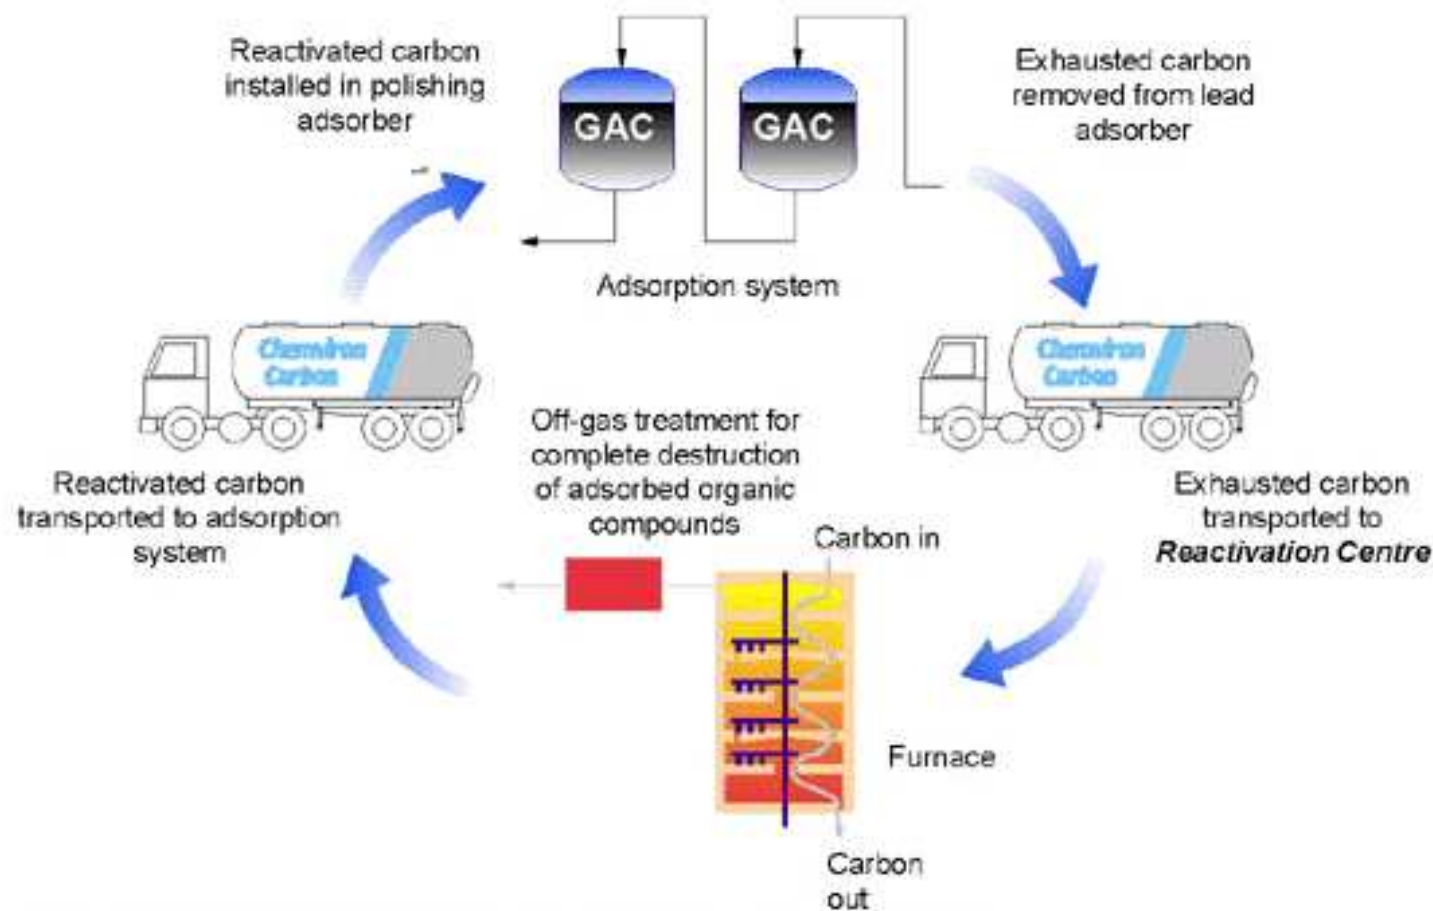 Reactivated carbon
installed in polishing
adsorber
GAC
GAC
Exhausted carbon
removed from lead
adsorber
Adsorption system
Chemviron
Carbon
Chemviron
Carbon
Reactivated carbon
transported to adsorption
system
Off-gas treatment for
complete destruction
of adsorbed organic
compounds
Exhausted carbon
transported to
Reactivation Centre
Carbon in
Furnace
Carbon
out